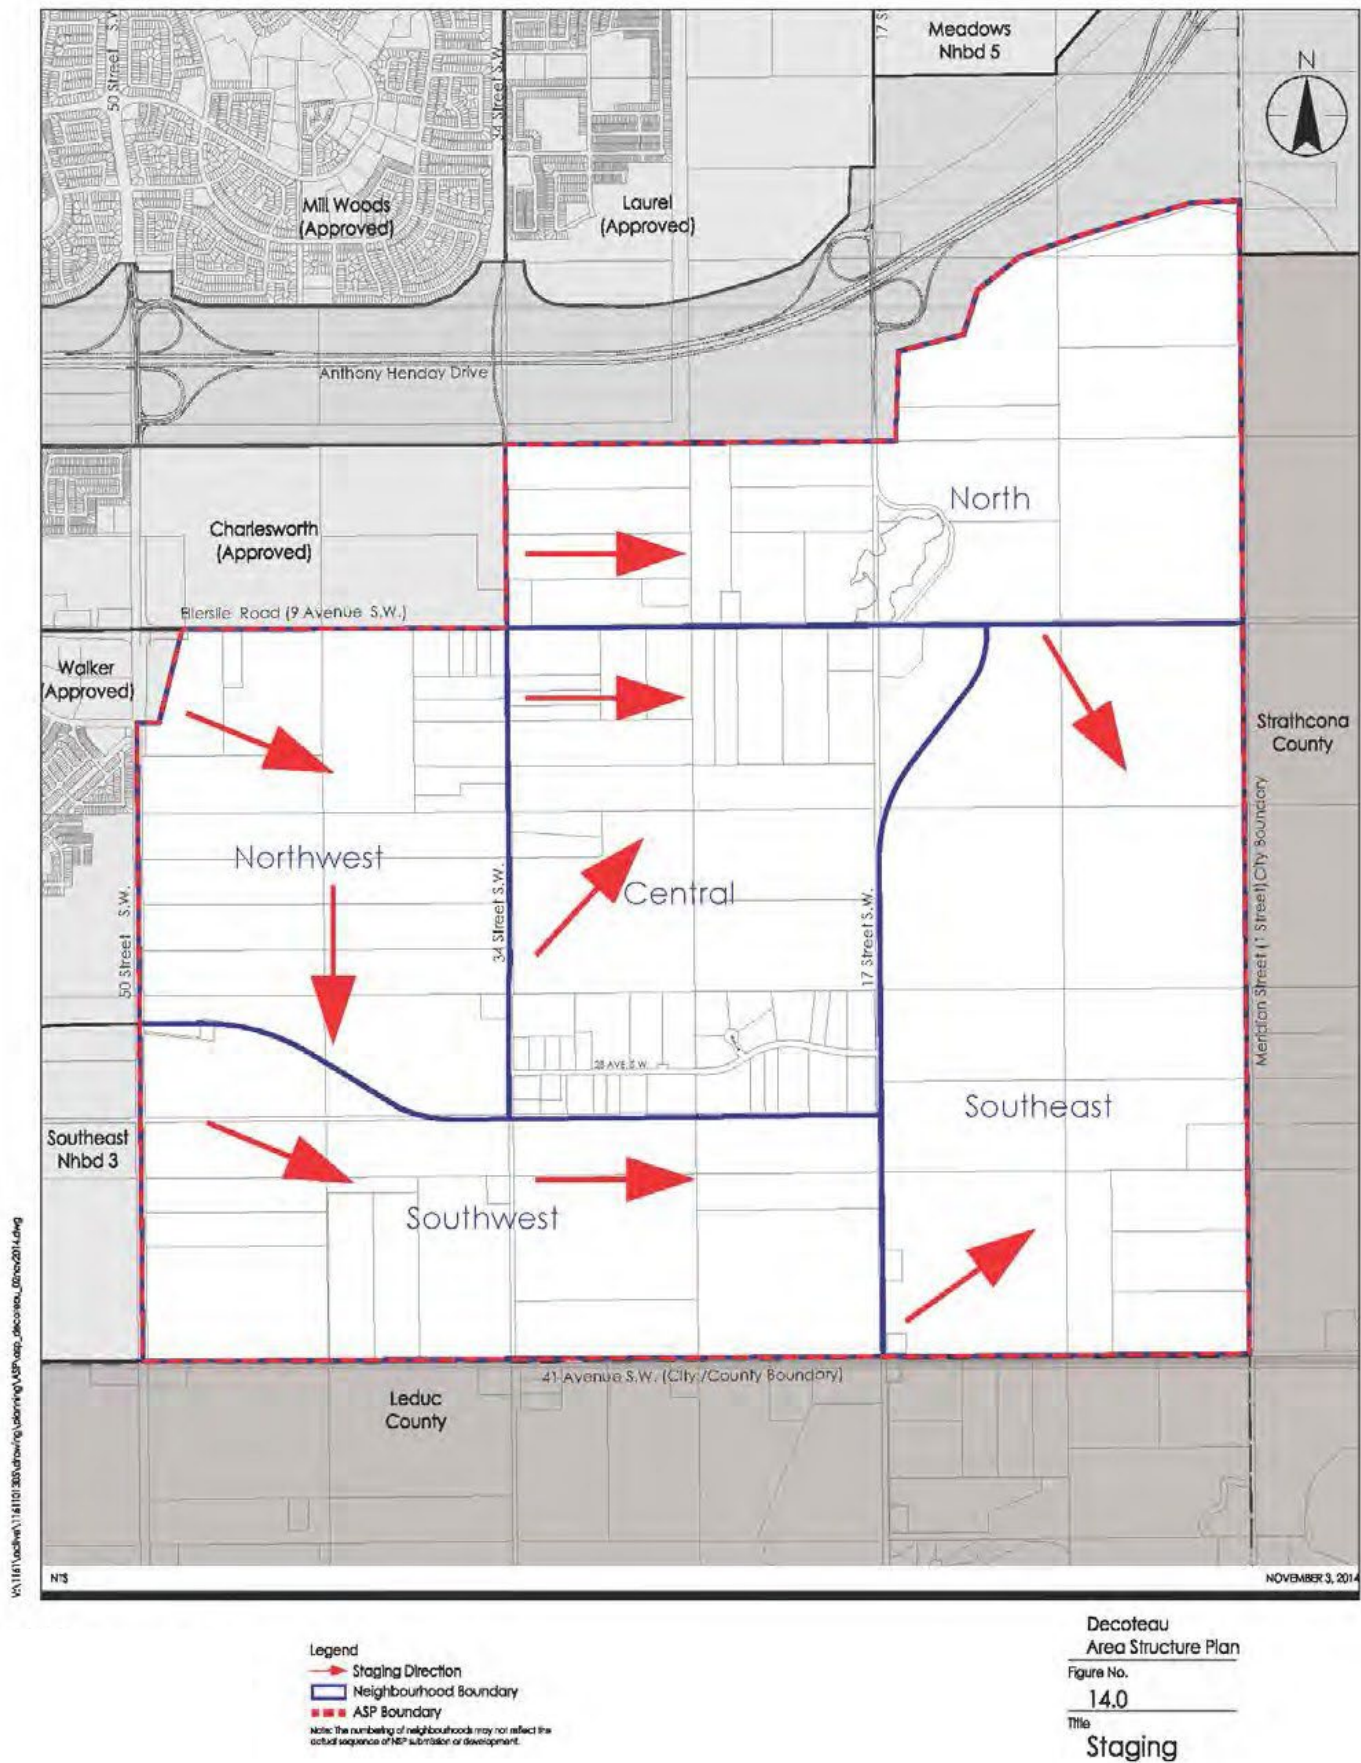 50 Street S.W.
34 Street S.W.
17 S
Meadows
Nhbd 5
N
Mill Woods
(Approved)
Laurel
(Approved)
Anthony Henday Drive
North
Charlesworth
(Approved)
Ellerslie Road (9 Avenue S.W.)
Walker
(Approved)
Strathcona
County
Northwest
Central
50 Street S.W.
34 Street S.W.
17 Street S.W.
Meridian Street (1 Street) City Boundary
28 AVE S.W.
Southeast
Southeast
Nhbd 3
Southwest
41 Avenue S.W. (City/County Boundary)
Leduc
County
NTS
NOVEMBER 3, 2014
Legend
Staging Direction
Neighbourhood Boundary
ASP Boundary
Note: The numbering of neighbourhoods may not reflect the
actual sequence of NSP submission or development.
Decoteau
Area Structure Plan
Figure No.
14.0
Title
Staging